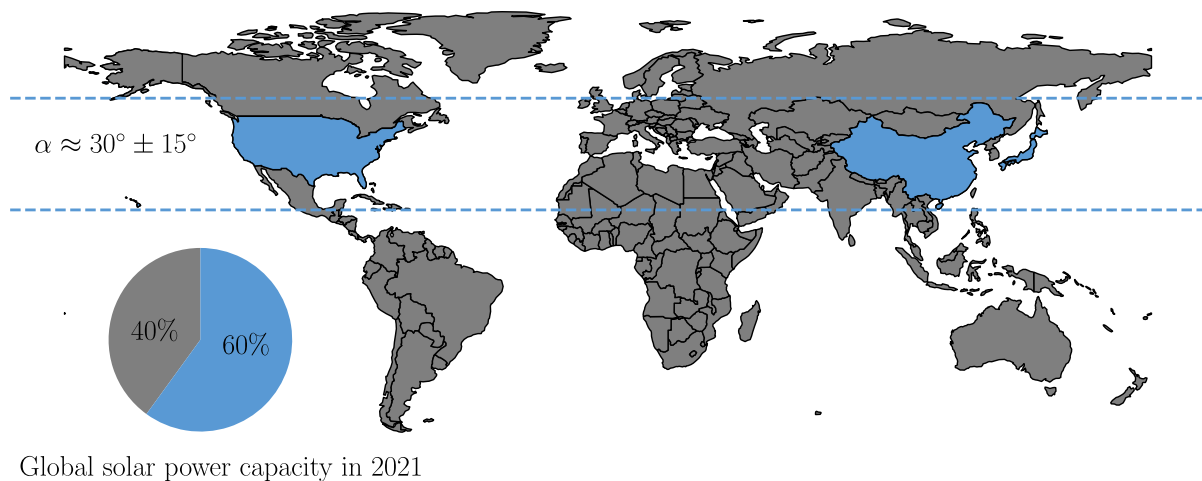 α ≈ 30° ± 15°
40%
60%
Global solar power capacity in 2021